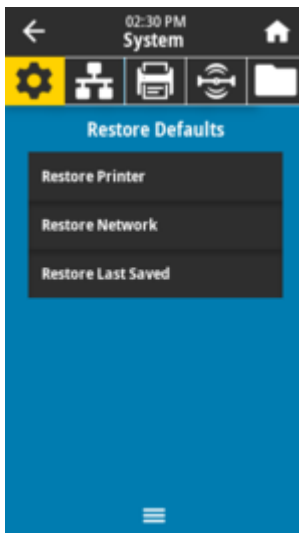 02:30 PM
System
Restore Defaults
Restore Printer
Restore Network
Restore Last Saved